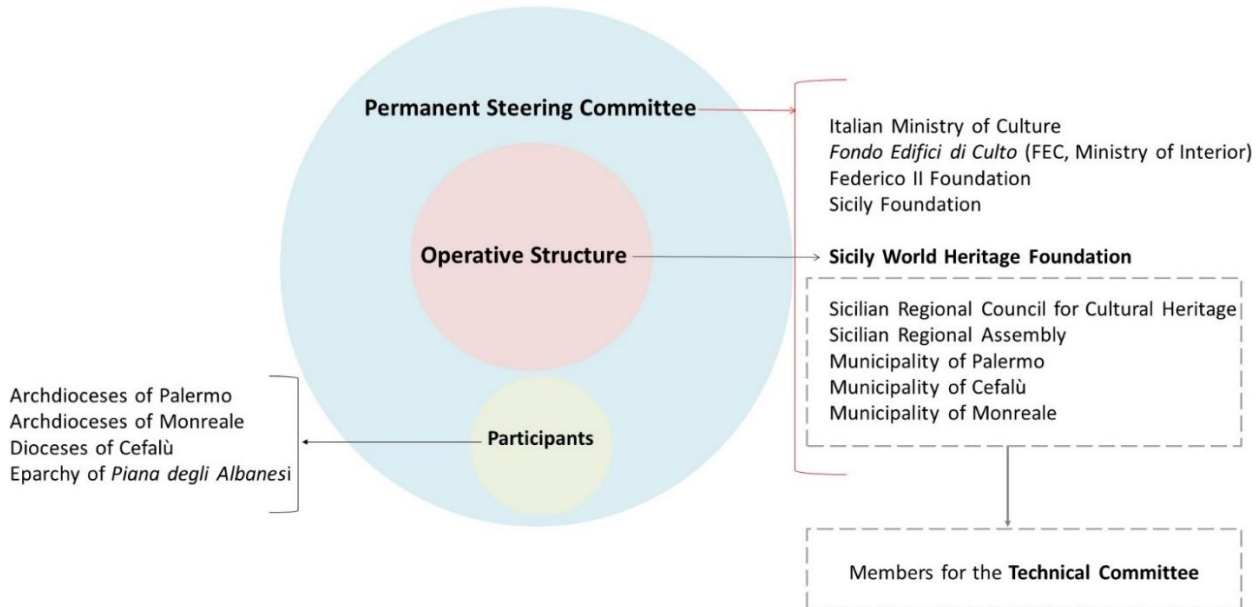 Permanent Steering Committee
Italian Ministry of Culture
Fondo Edifici di Culto (FEC, Ministry of Interior)
Federico II Foundation
Sicily Foundation
Operative Structure
Sicily World Heritage Foundation
Sicilian Regional Council for Cultural Heritage
Sicilian Regional Assembly
Municipality of Palermo
Municipality of Cefalù
Municipality of Monreale
Archdioceses of Palermo
Archdioceses of Monreale
Dioceses of Cefalù
Eparchy of Piana degli Albanesi
Participants
Members for the Technical Committee